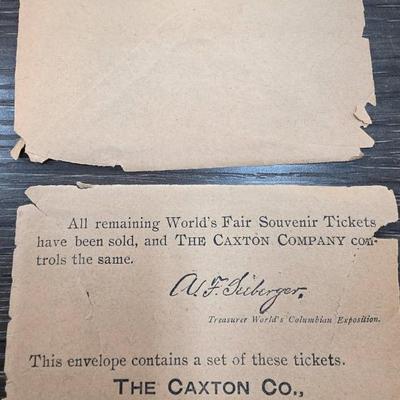 All remaining World's Fair Souvenir Tickets
have been sold, and THE CAXTON COMPANY con-
trols the same.
A. F. Seeberger.
Treasurer World's Columbian Exposition.
This envelope contains a set of these tickets.
THE CAXTON CO.,